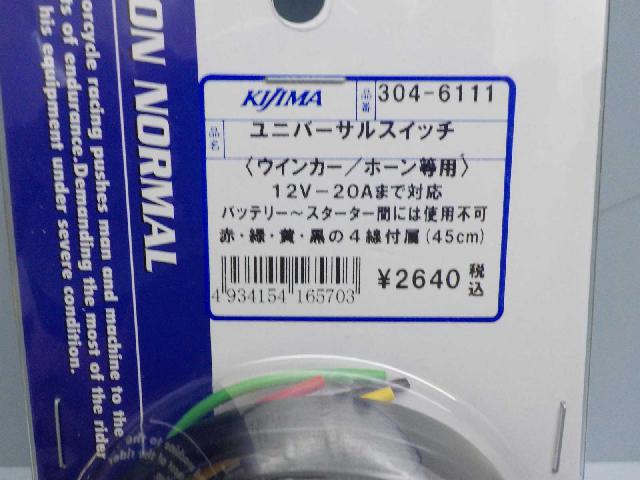 KIJIMA
品番
304-6111
品名
ユニバーサルスイッチ
〈ウインカー/ホーン等用〉
12V-20Aまで対応
バッテリー～スターター間には使用不可
赤・緑・黄・黒の4線付属(45cm)
4934154 165703
¥2640 税込
ON NORMAL
orcycle racing pushes man and machine to the
ts of endurance.Demanding the most of the rider
his equipment under severe condition.